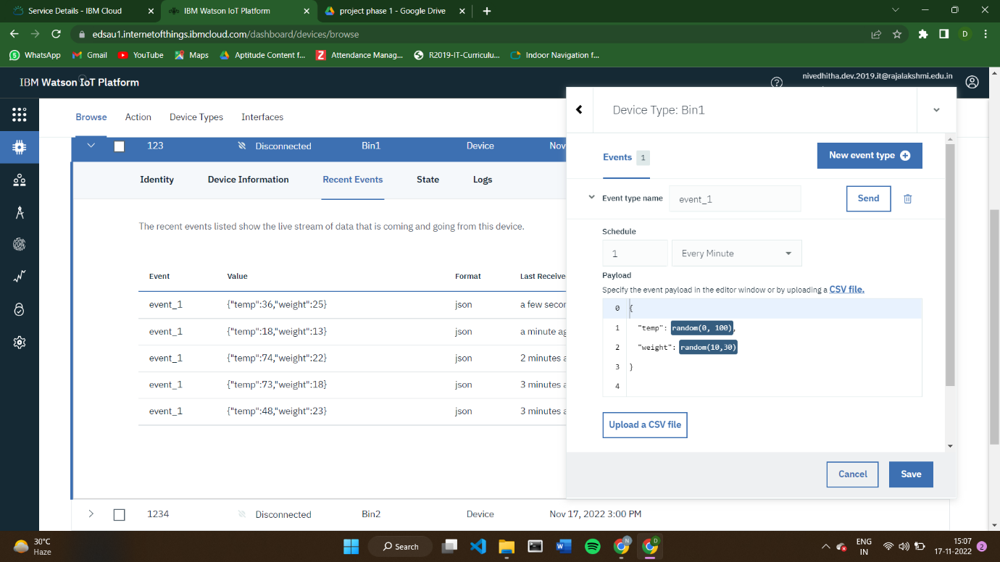 Service Details - IBM Cloud
IBM Watson IoT Platform
project phase 1 - Google Drive
edsau1.internetofthings.ibmcloud.com/dashboard/devices/browse
D
WhatsApp
Gmail
YouTube
Maps
Aptitude Content f...
Attendance Manag...
R2019-IT-Curriculu...
Indoor Navigation f...
IBM Watson IoT Platform
nivedhitha.dev.2019.it@rajalakshmi.edu.in
Browse
Action
Device Types
Interfaces
123
Disconnected
Bin1
Device
Nov
Identity
Device Information
Recent Events
State
Logs
The recent events listed show the live stream of data that is coming and going from this device.
Event Value Format Last Receive
event_1 {"temp":36,"weight":25} json a few secor
event_1 {"temp":18,"weight":13} json a minute ag
event_1 {"temp":74,"weight":22} json 2 minutes a
event_1 {"temp":73,"weight":18} json 3 minutes a
event_1 {"temp":48,"weight":23} json 3 minutes a
1234 Disconnected Bin2 Device Nov 17, 2022 3:00 PM
Device Type: Bin1
Events 1
New event type
Event type name event_1
Send
Schedule
1 Every Minute
Payload
Specify the event payload in the editor window or by uploading a CSV file.
0 {
1 "temp": random(0, 100),
2 "weight": random(10,30)
3 }
4
Upload a CSV file
Cancel
Save
30°C
Haze
Search
N
D
ENG
IN
15:07
17-11-2022
2